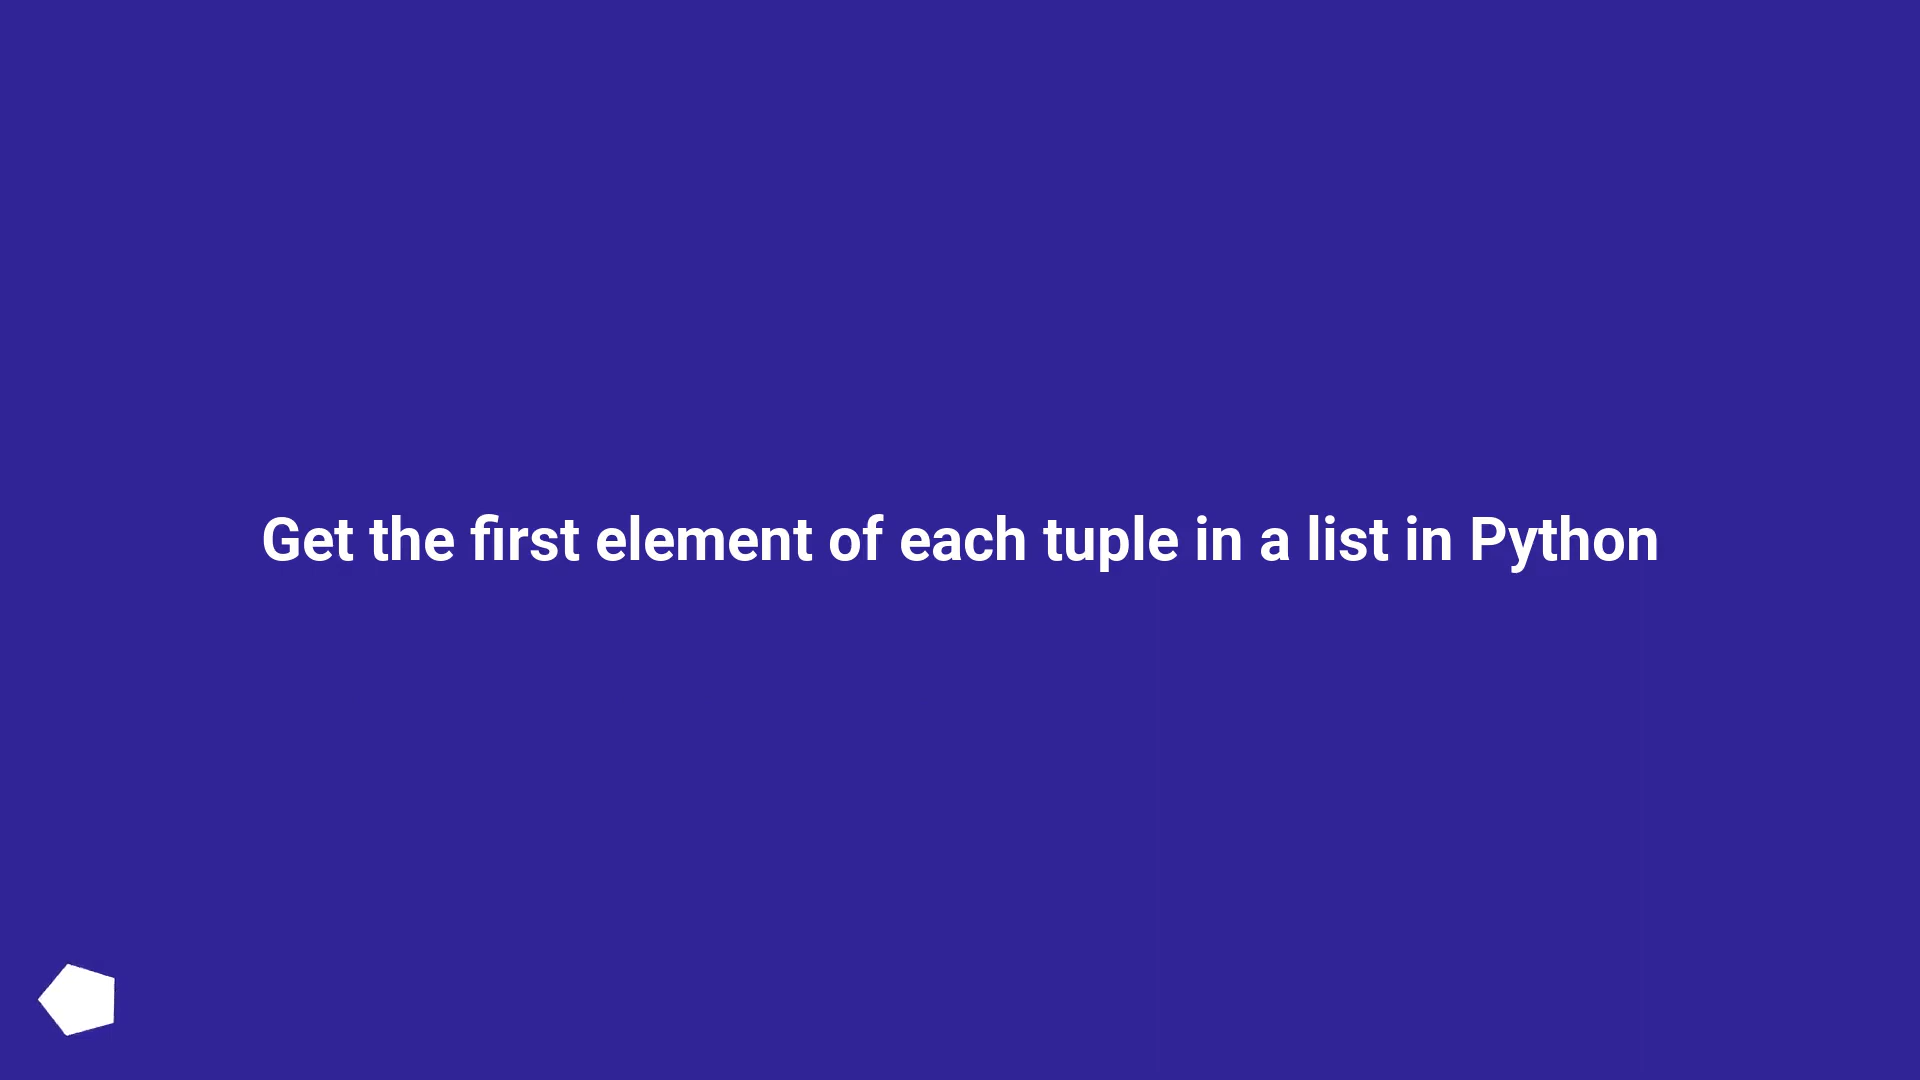 Get the first element of each tuple in a list in Python